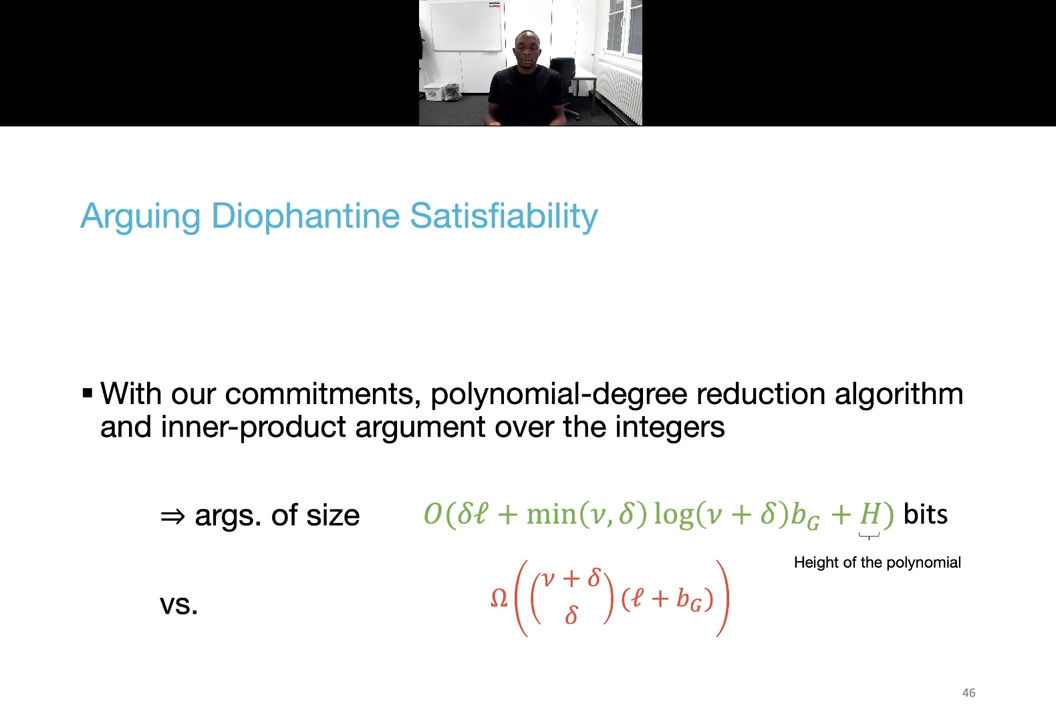 Arguing Diophantine Satisfiability
▪ With our commitments, polynomial-degree reduction algorithm
and inner-product argument over the integers
⇒ args. of size O(δℓ + min(ν, δ) log(ν + δ)b_G + H) bits
Height of the polynomial
vs. Ω((ν + δ δ)(ℓ + b_G))
46